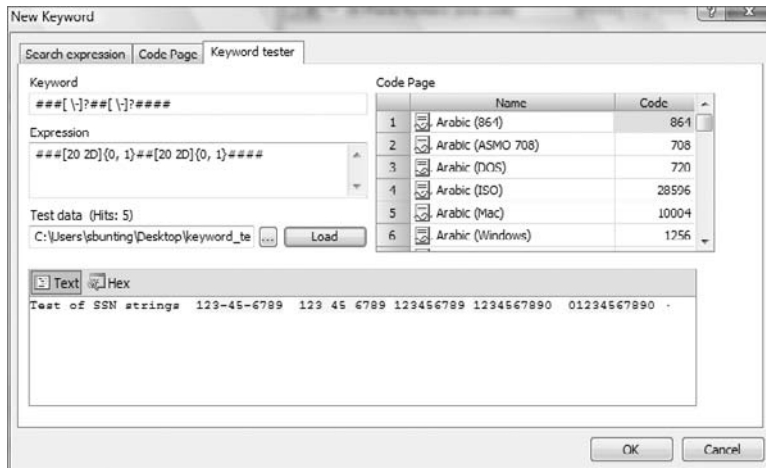 New Keyword
Search expression Code Page Keyword tester
Keyword
###[ \-]?##[ \-]?####
Expression
###[20 2D]{0, 1}##[20 2D]{0, 1}####
Test data (Hits: 5)
C:\Users\sbunting\Desktop\keyword_te ... Load
Code Page
Name Code
1 Arabic (864) 864
2 Arabic (ASMO 708) 708
3 Arabic (DOS) 720
4 Arabic (ISO) 28596
5 Arabic (Mac) 10004
6 Arabic (Windows) 1256
Text Hex
Test of SSN strings 123-45-6789 123 45 6789 123456789 1234567890 01234567890 ·
OK Cancel